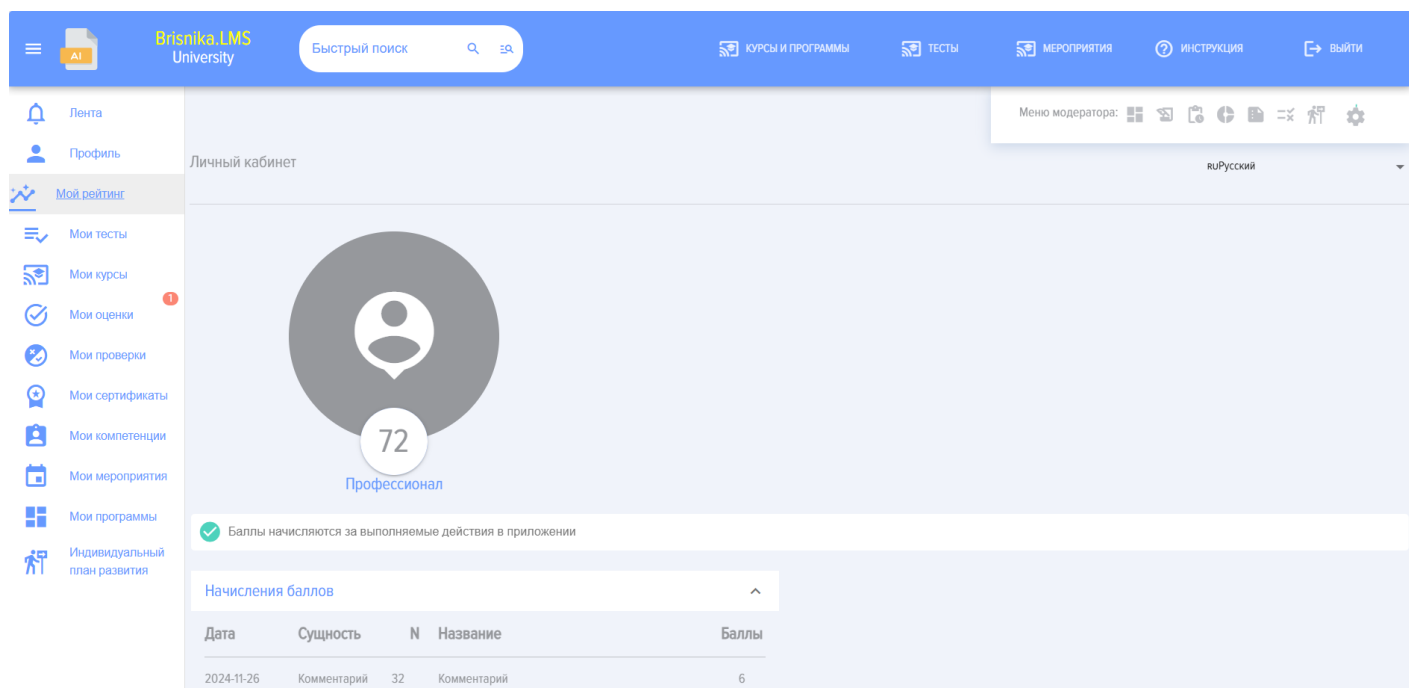 AI
Brisnika.LMS
University
Быстрый поиск
КУРСЫ И ПРОГРАММЫ
ТЕСТЫ
МЕРОПРИЯТИЯ
ИНСТРУКЦИЯ
ВЫЙТИ
Меню модератора:
Лента
Профиль
Мой рейтинг
Мои тесты
Мои курсы
1
Мои оценки
Мои проверки
Мои сертификаты
Мои компетенции
Мои мероприятия
Мои программы
Индивидуальный
план развития
Личный кабинет
RUРусский
72
Профессионал
Баллы начисляются за выполняемые действия в приложении
Начисления баллов
Дата Сущность N Название Баллы
2024-11-26 Комментарий 32 Комментарий 6